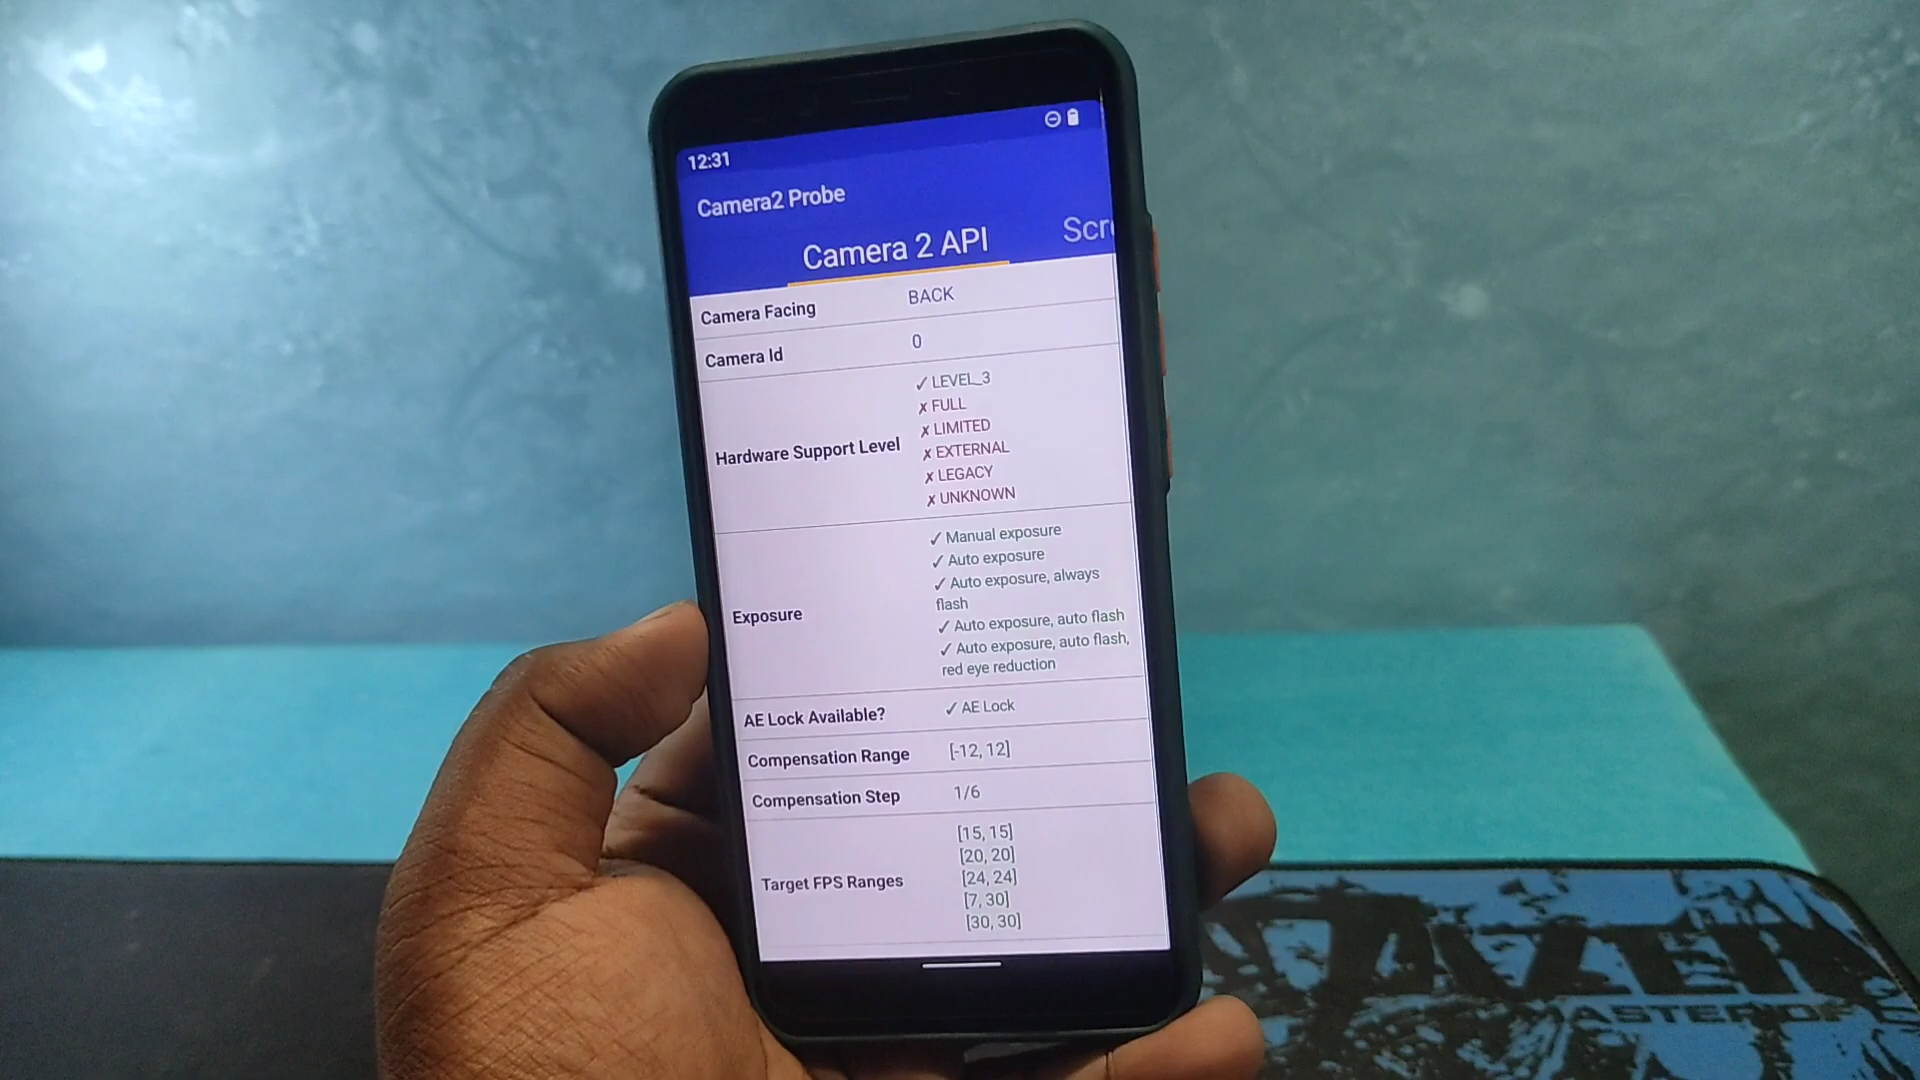 12:31
Camera2 Probe
Camera 2 API
Scr
Camera Facing BACK
Camera Id 0
Hardware Support Level
✓ LEVEL_3
✗ FULL
✗ LIMITED
✗ EXTERNAL
✗ LEGACY
✗ UNKNOWN
Exposure
✓ Manual exposure
✓ Auto exposure
✓ Auto exposure, always
flash
✓ Auto exposure, auto flash
✓ Auto exposure, auto flash,
red eye reduction
AE Lock Available? ✓ AE Lock
Compensation Range [-12, 12]
Compensation Step 1/6
Target FPS Ranges
[15, 15]
[20, 20]
[24, 24]
[7, 30]
[30, 30]
MASTER OF